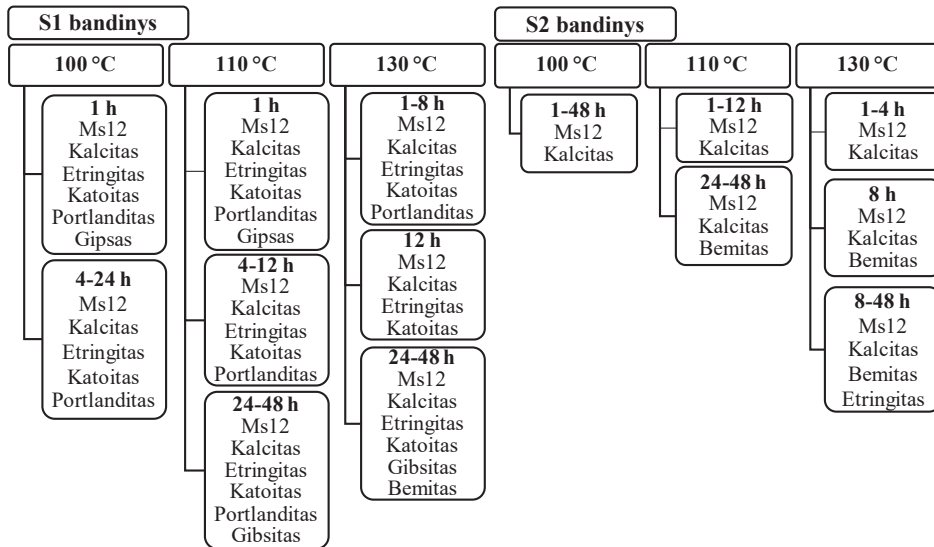 S1 bandinys
100 °C
1 h
Ms12
Kalcitas
Etringitas
Katoitas
Portlanditas
Gipsas
4-24 h
Ms12
Kalcitas
Etringitas
Katoitas
Portlanditas
110 °C
1 h
Ms12
Kalcitas
Etringitas
Katoitas
Portlanditas
Gipsas
4-12 h
Ms12
Kalcitas
Etringitas
Katoitas
Portlanditas
24-48 h
Ms12
Kalcitas
Etringitas
Katoitas
Portlanditas
Gibsitas
130 °C
1-8 h
Ms12
Kalcitas
Etringitas
Katoitas
Portlanditas
12 h
Ms12
Kalcitas
Etringitas
Katoitas
24-48 h
Ms12
Kalcitas
Etringitas
Katoitas
Gibsitas
Bemitas
S2 bandinys
100 °C
1-48 h
Ms12
Kalcitas
110 °C
1-12 h
Ms12
Kalcitas
24-48 h
Ms12
Kalcitas
Bemitas
130 °C
1-4 h
Ms12
Kalcitas
8 h
Ms12
Kalcitas
Bemitas
8-48 h
Ms12
Kalcitas
Bemitas
Etringitas